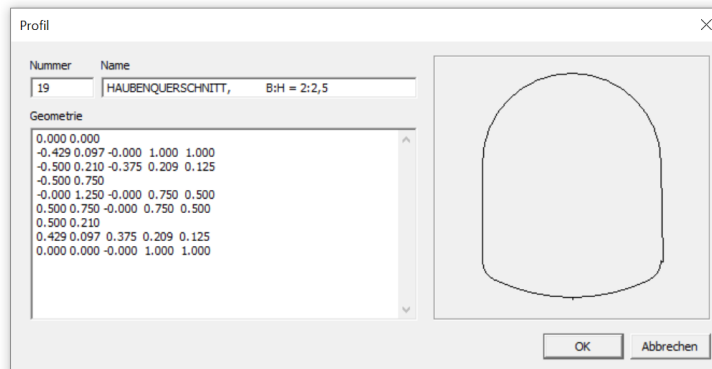 Profil
Nummer Name
19 HAUBENQUERSCHNITT, B:H = 2:2,5
Geometrie
0.000 0.000
-0.429 0.097 -0.000 1.000 1.000
-0.500 0.210 -0.375 0.209 0.125
-0.500 0.750
-0.000 1.250 -0.000 0.750 0.500
0.500 0.750 -0.000 0.750 0.500
0.500 0.210
0.429 0.097 0.375 0.209 0.125
0.000 0.000 -0.000 1.000 1.000
OK Abbrechen